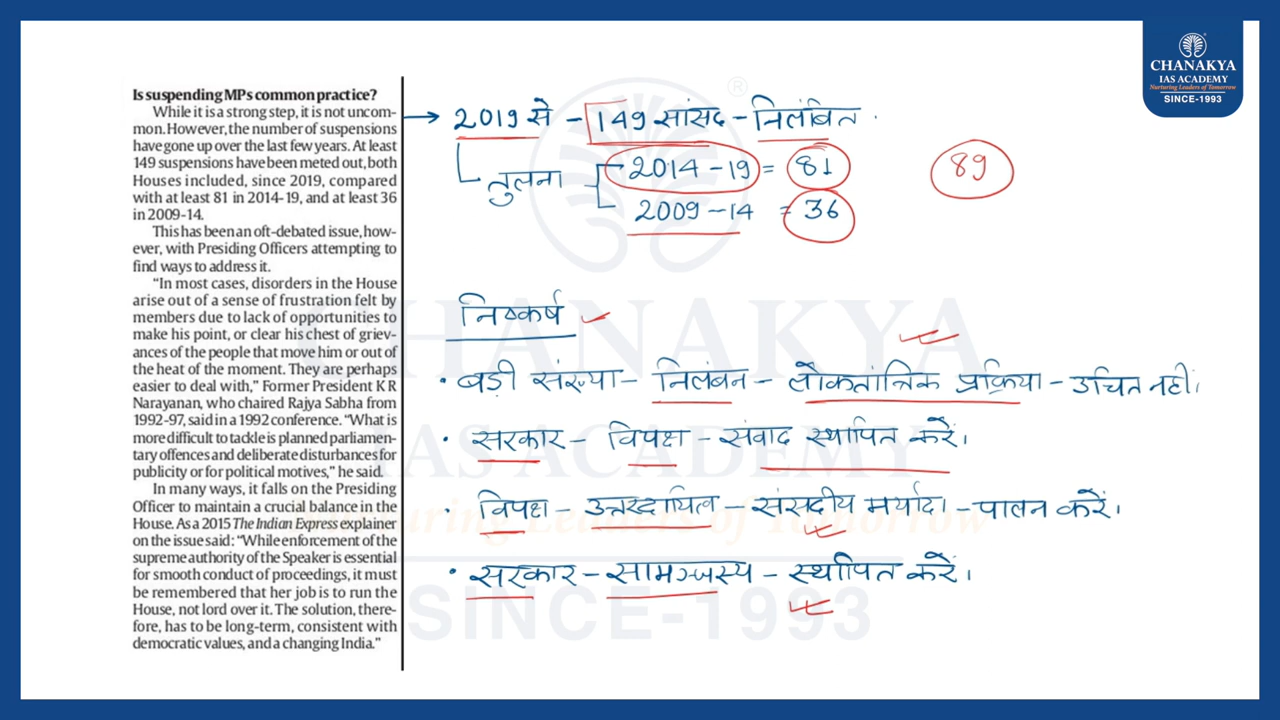 CHANAKYA
IAS ACADEMY
Nurturing Leaders of Tomorrow
SINCE-1993
Is suspending MPs common practice?
While it is a strong step, it is not uncom-
mon. However, the number of suspensions
have gone up over the last few years. At least
149 suspensions have been meted out, both
Houses included, since 2019, compared
with at least 81 in 2014-19, and at least 36
in 2009-14.
This has been an oft-debated issue, how-
ever, with Presiding Officers attempting to
find ways to address it.
“In most cases, disorders in the House
arise out of a sense of frustration felt by
members due to lack of opportunities to
make his point, or clear his chest of griev-
ances of the people that move him or out of
the heat of the moment. They are perhaps
easier to deal with,” Former President K R
Narayanan, who chaired Rajya Sabha from
1992-97, said in a 1992 conference. “What is
more difficult to tackle is planned parliamen-
tary offences and deliberate disturbances for
publicity or for political motives,” he said.
In many ways, it falls on the Presiding
Officer to maintain a crucial balance in the
House. As a 2015 The Indian Express explainer
on the issue said: “While enforcement of the
supreme authority of the Speaker is essential
for smooth conduct of proceedings, it must
be remembered that her job is to run the
House, not lord over it. The solution, there-
fore, has to be long-term, consistent with
democratic values, and a changing India.”
→ 2019 से - 149 सांसद - निलंबित
तुलना 2014-19 = 81
2009-14 = 36
89
निष्कर्ष
• बड़ी संख्या - निलंबन - लोकतांत्रिक प्रक्रिया - उचित नहीं।
• सरकार - विपक्ष - संवाद स्थापित करें।
• विपक्ष - उत्तरदायित्व - संसदीय मर्यादा - पालन करें।
• सरकार - सामञ्जस्य - स्थापित करें।
CHANAKYA
IAS ACADEMY
Nurturing Leaders of Tomorrow
SINCE-1993